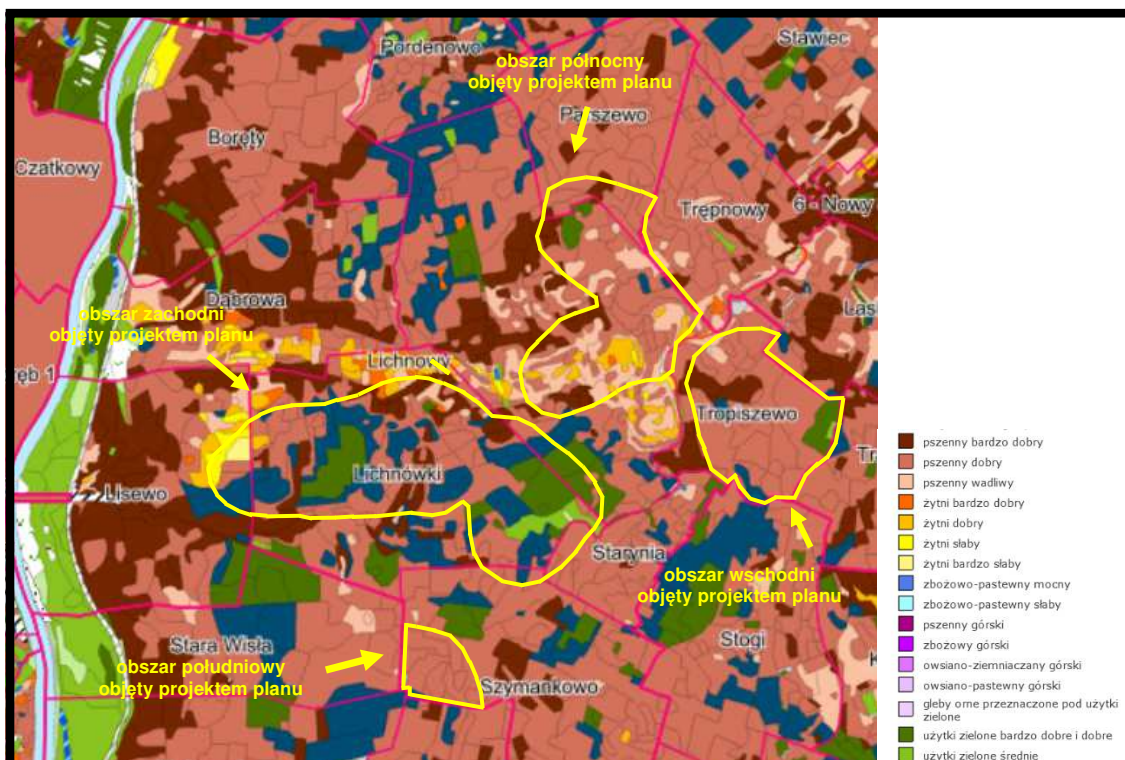 Pordenowo
Stawiec
obszar północny
objęty projektem planu
Parszewo
Boręty
Czatkowy
Trępnowy
6 - Nowy
Dąbrowa
obszar zachodni
objęty projektem planu
Las
Lichnowy
ręb 1
Tropiszewo
Lichnówki
Tr
Lisewo
Starynia
obszar wschodni
objęty projektem planu
Stara Wisła
Stogi
K
obszar południowy
objęty projektem planu
Szymankowo
pszenny bardzo dobry
pszenny dobry
pszenny wadliwy
żytni bardzo dobry
żytni dobry
żytni słaby
żytni bardzo słaby
zbożowo-pastewny mocny
zbożowo-pastewny słaby
pszenny górski
zbożowy górski
owsiano-ziemniaczany górski
owsiano-pastewny górski
gleby orne przeznaczone pod użytki
zielone
użytki zielone bardzo dobre i dobre
użytki zielone średnie